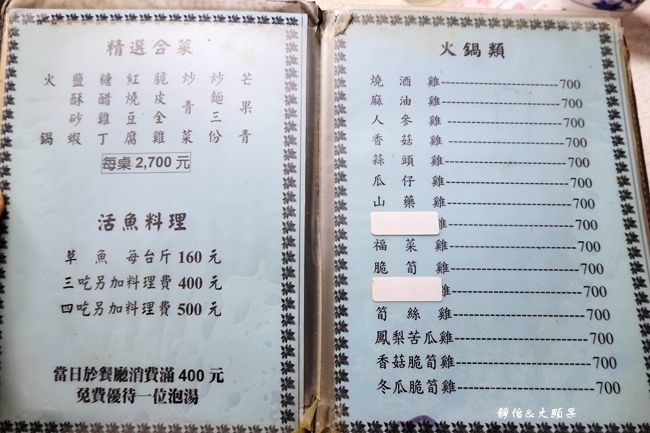 精選合菜
火鍋
鹽酥砂蝦
糖醋雞丁
紅燒豆腐
脆皮全雞
炒青菜
炒麵三份
芒果青
每桌 2,700 元
活魚料理
草魚 每台斤 160 元
三吃另加料理費 400 元
四吃另加料理費 500 元
當日於餐廳消費滿 400 元
免費優待一位泡湯
火鍋類
燒酒雞----------700
麻油雞----------700
人參雞----------700
香菇雞----------700
蒜頭雞----------700
瓜仔雞----------700
山藥雞----------700
雞----------700
福菜雞----------700
脆筍雞----------700
雞----------700
筍絲雞----------700
鳳梨苦瓜雞----------700
香菇脆筍雞----------700
冬瓜脆筍雞----------700
靜怡&大顆呆